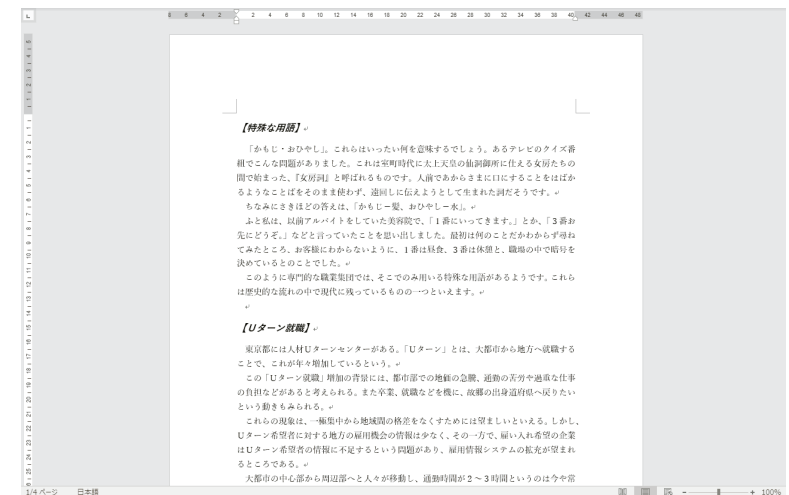 8 6 4 2 2 4 6 8 10 12 14 16 18 20 22 24 26 28 30 32 34 36 38 40 42 44 46 48
【特殊な用語】
「かもじ・おひやし」。これらはいったい何を意味するでしょう。あるテレビのクイズ番
組でこんな問題がありました。これは室町時代に太上天皇の仙洞御所に仕える女房たちの
間で始まった、『女房詞』と呼ばれるものです。人前であからさまに口にすることをはばか
るようなことばをそのまま使わず、遠回しに伝えようとして生まれた詞だそうです。
ちなみにさきほどの答えは、「かもじ－髪、おひやし－水」。
ふと私は、以前アルバイトをしていた美容院で、「１番にいってきます。」とか、「３番お
先にどうぞ。」などと言っていたことを思い出しました。最初は何のことだかわからず尋ね
てみたところ、お客様にわからないように、１番は昼食、３番は休憩と、職場の中で暗号を
決めているとのことでした。
このように専門的な職業集団では、そこでのみ用いる特殊な用語があるようです。これら
は歴史的な流れの中で現代に残っているものの一つといえます。
【Uターン就職】
東京都には人材Uターンセンターがある。「Uターン」とは、大都市から地方へ就職する
ことで、これが年々増加しているという。
この「Uターン就職」増加の背景には、都市部での地価の急騰、通勤の苦労や過重な仕事
の負担などがあると考えられる。また卒業、就職などを機に、故郷の出身道府県へ戻りたい
という動きもみられる。
これらの現象は、一極集中から地域間の格差をなくすためには望ましいといえる。しかし、
Uターン希望者に対する地方の雇用機会の情報は少なく、その一方で、雇い入れ希望の企業
はUターン希望者の情報に不足するという問題があり、雇用情報システムの拡充が望まれ
るところである。
大都市の中心部から周辺部へと人々が移動し、通勤時間が２～３時間というのは今や常
1/4 ページ 日本語 100%